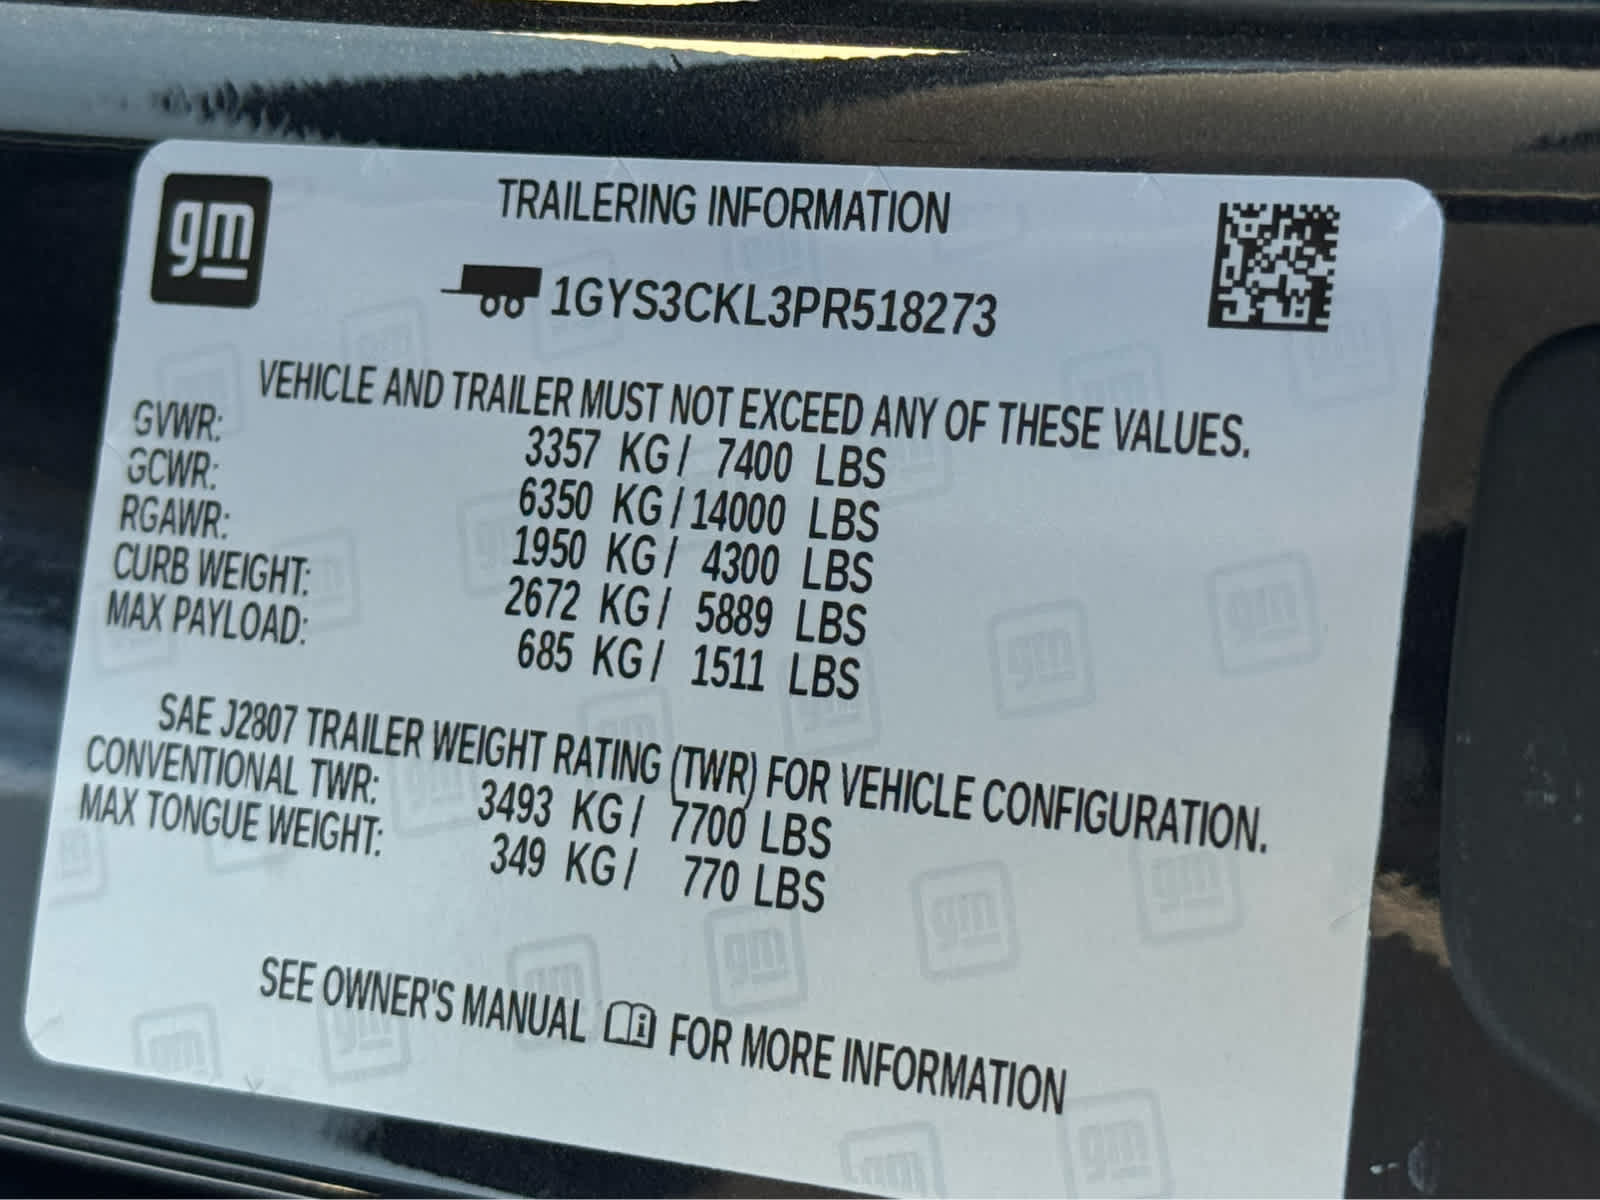 gm
TRAILERING INFORMATION
1GYS3CKL3PR518273
VEHICLE AND TRAILER MUST NOT EXCEED ANY OF THESE VALUES.
GVWR: 3357 KG/ 7400 LBS
GCWR: 6350 KG/14000 LBS
RGAWR: 1950 KG/ 4300 LBS
CURB WEIGHT: 2672 KG/ 5889 LBS
MAX PAYLOAD: 685 KG/ 1511 LBS
SAE J2807 TRAILER WEIGHT RATING (TWR) FOR VEHICLE CONFIGURATION.
CONVENTIONAL TWR: 3493 KG/ 7700 LBS
MAX TONGUE WEIGHT: 349 KG/ 770 LBS
SEE OWNER'S MANUAL FOR MORE INFORMATION